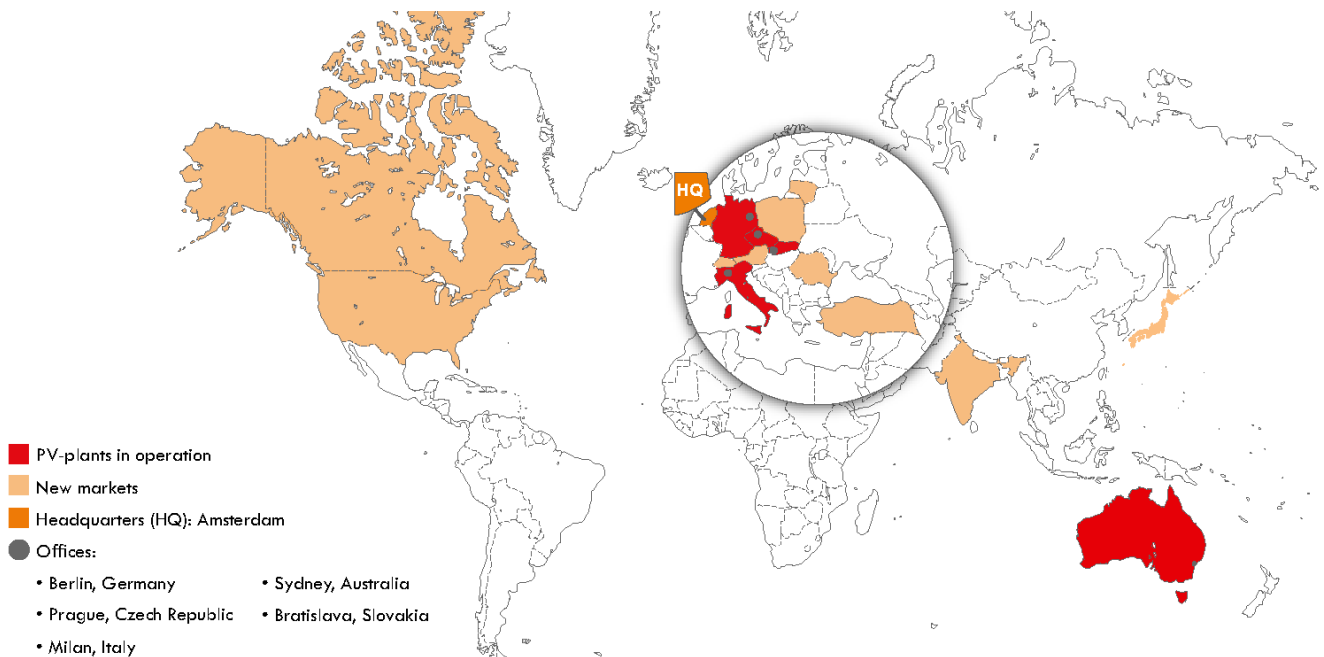 HQ
PV-plants in operation
New markets
Headquarters (HQ): Amsterdam
Offices:
• Berlin, Germany
• Prague, Czech Republic
• Milan, Italy
• Sydney, Australia
• Bratislava, Slovakia